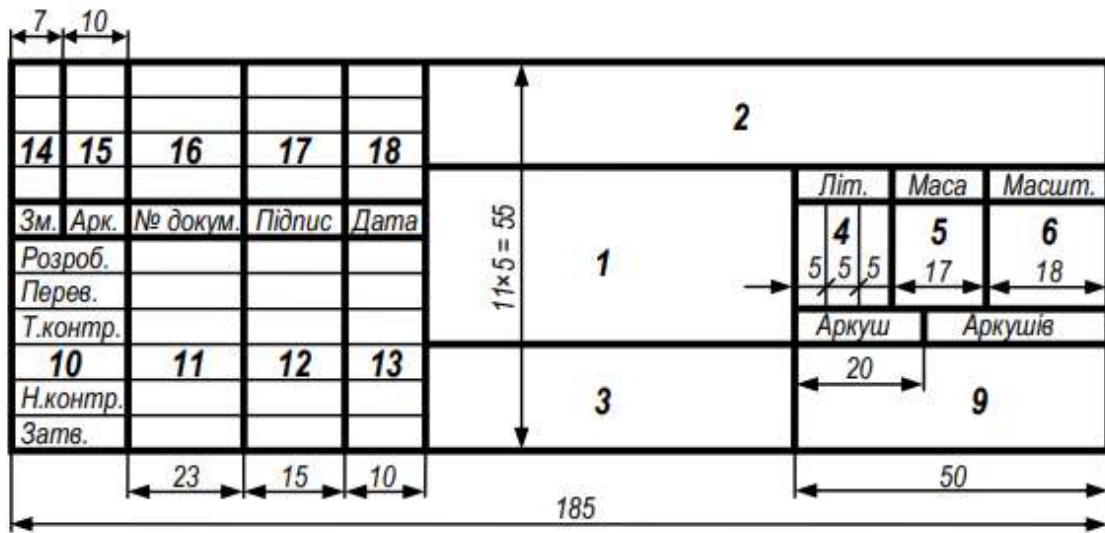 7 10
2
14 15 16 17 18
Літ. Маса Масшт.
Зм. Арк. № докум. Підпис Дата
4 5 6
Розроб.
11×5 = 55
1
5 5 5 17 18
Перев.
Т.контр.
Аркуш Аркушів
10 11 12 13
20
Н.контр.
3 9
Затв.
23 15 10 50
185